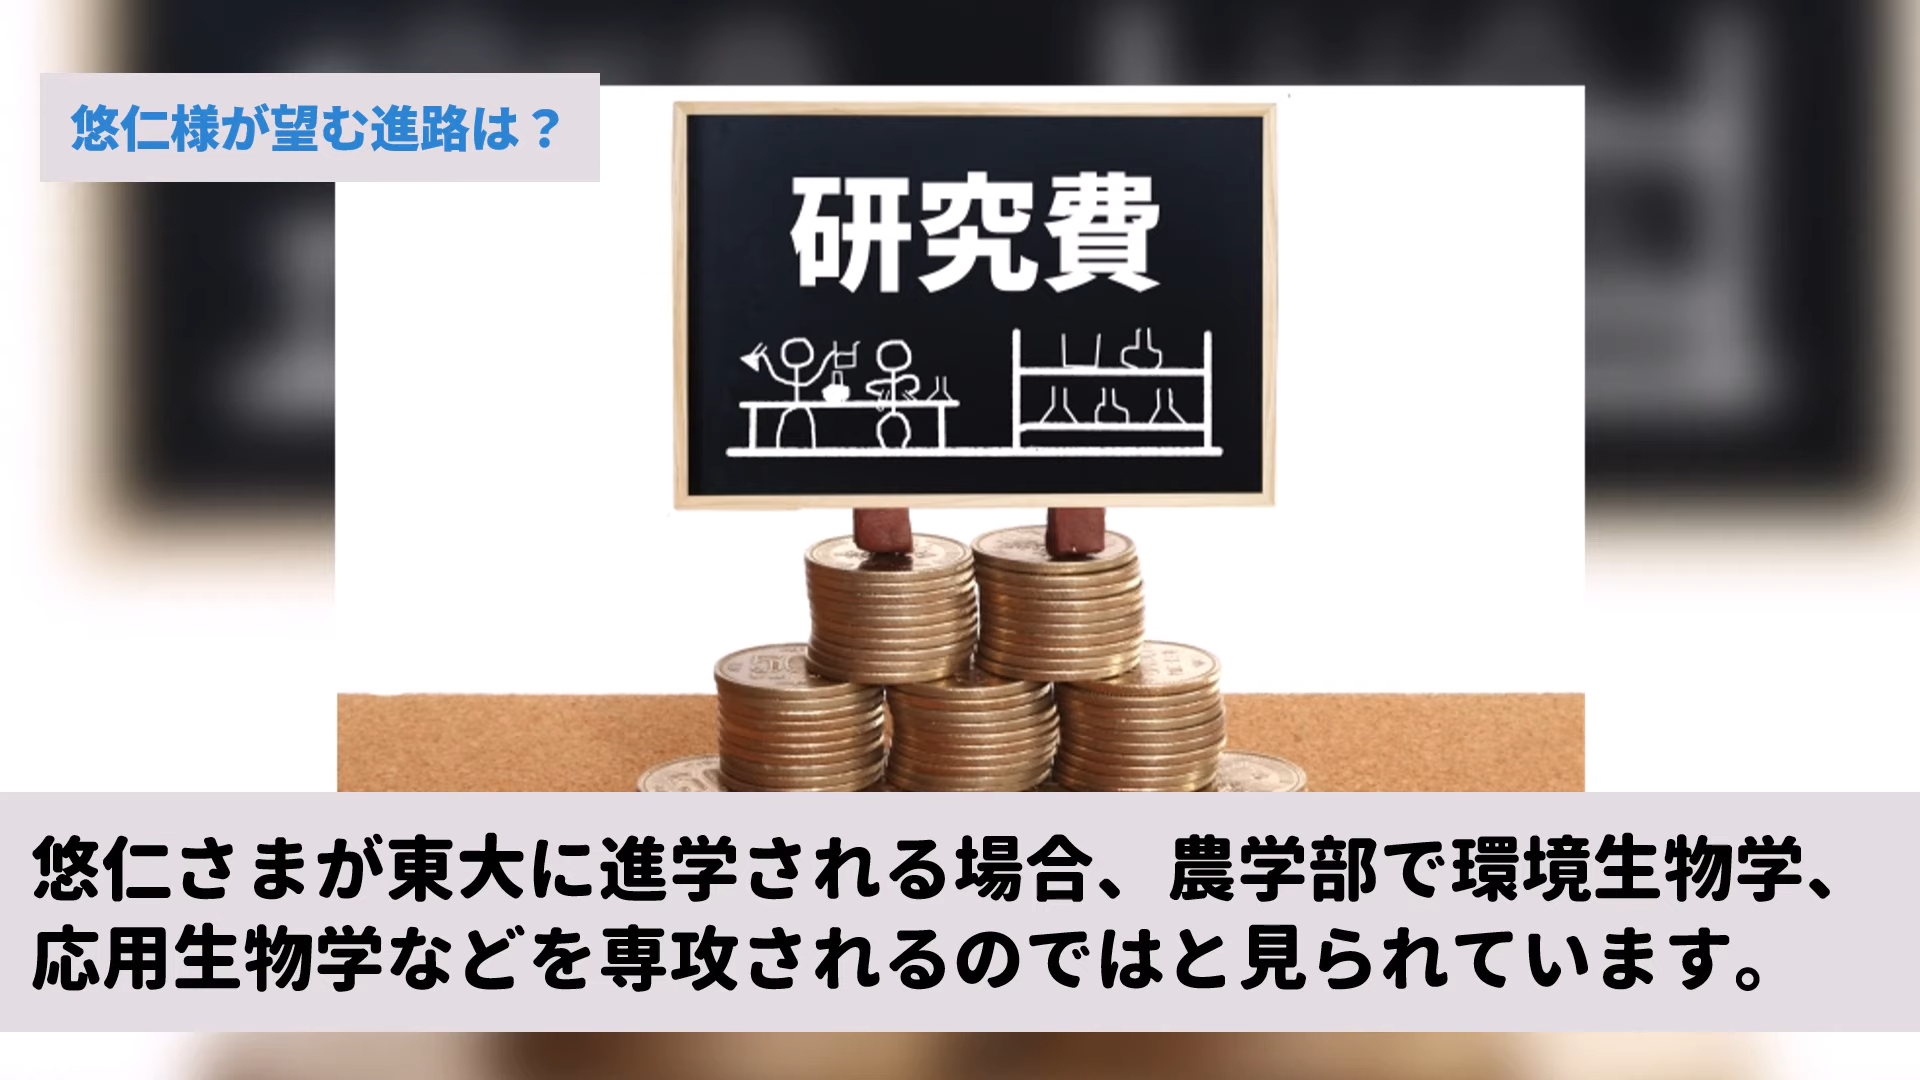 悠仁様が望む進路は？
研究費
悠仁さまが東大に進学される場合、農学部で環境生物学、
応用生物学などを専攻されるのではと見られています。